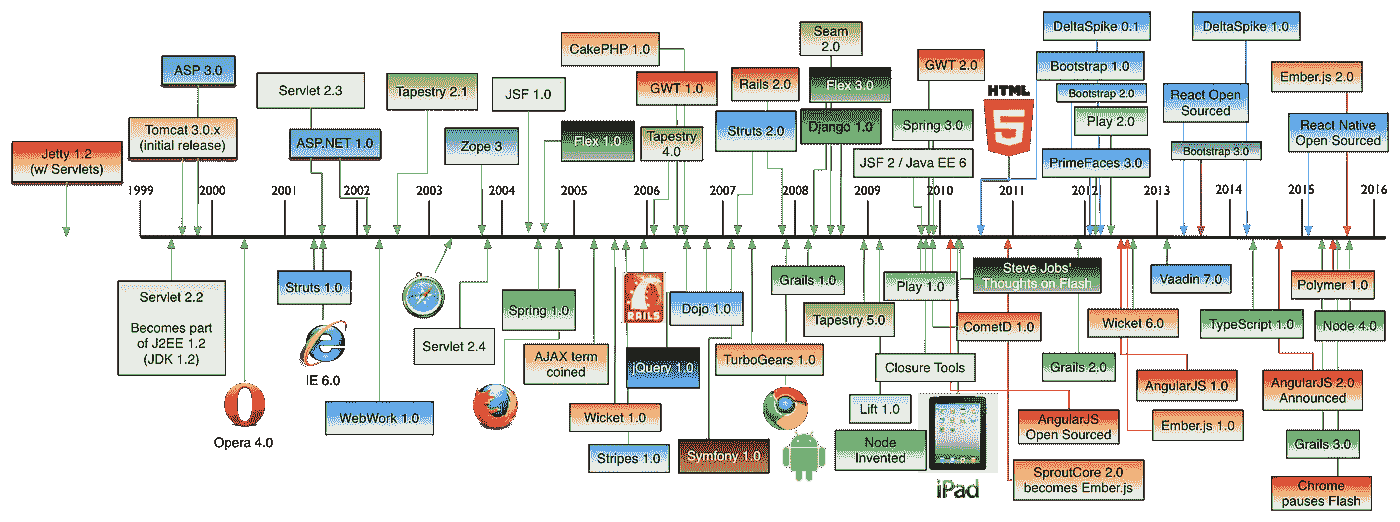 DeltaSpike 0.1
DeltaSpike 1.0
Seam
2.0
CakePHP 1.0
GWT 2.0
Bootstrap 1.0
ASP 3.0
Ember.js 2.0
Servlet 2.3
Tapestry 2.1
JSF 1.0
GWT 1.0
Rails 2.0
Flex 3.0
HTML
5
Bootstrap 2.0
React Open
Sourced
Tomcat 3.0.x
(initial release)
ASP.NET 1.0
Zope 3
Flex 1.0
Tapestry
4.0
Struts 2.0
Django 1.0
Spring 3.0
Play 2.0
React Native
Open Sourced
Jetty 1.2
(w/ Servlets)
JSF 2 / Java EE 6
PrimeFaces 3.0
Bootstrap 3.0
1999
2000
2001
2002
2003
2004
2005
2006
2007
2008
2009
2010
2011
2012
2013
2014
2015
2016
Servlet 2.2
Becomes part
of J2EE 1.2
(JDK 1.2)
Struts 1.0
Spring 1.0
RAILS
Dojo 1.0
Grails 1.0
Play 1.0
Steve Jobs'
Thoughts on Flash
Vaadin 7.0
Polymer 1.0
Tapestry 5.0
CometD 1.0
Wicket 6.0
TypeScript 1.0
Node 4.0
IE 6.0
Servlet 2.4
AJAX term
coined
jQuery 1.0
TurboGears 1.0
Closure Tools
Grails 2.0
AngularJS 1.0
AngularJS 2.0
Announced
Opera 4.0
WebWork 1.0
Wicket 1.0
Lift 1.0
AngularJS
Open Sourced
Ember.js 1.0
Stripes 1.0
Symfony 1.0
Node
Invented
Grails 3.0
iPad
SproutCore 2.0
becomes Ember.js
Chrome
pauses Flash